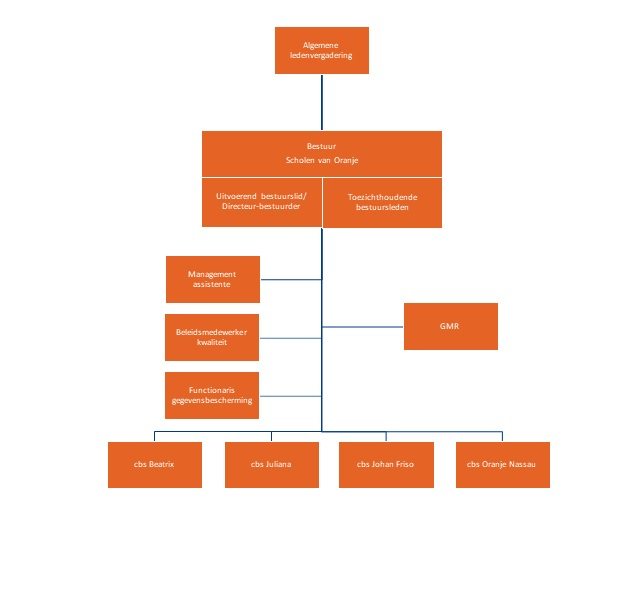 Algemene
ledenvergadering
Bestuur
Scholen van Oranje
Uitvoerend bestuurslid/
Directeur-bestuurder
Toezichthoudende
bestuursleden
Management
assistente
Beleidsmedewerker
kwaliteit
GMR
Functionaris
gegevensbescherming
cbs Beatrix
cbs Juliana
cbs Johan Friso
cbs Oranje Nassau